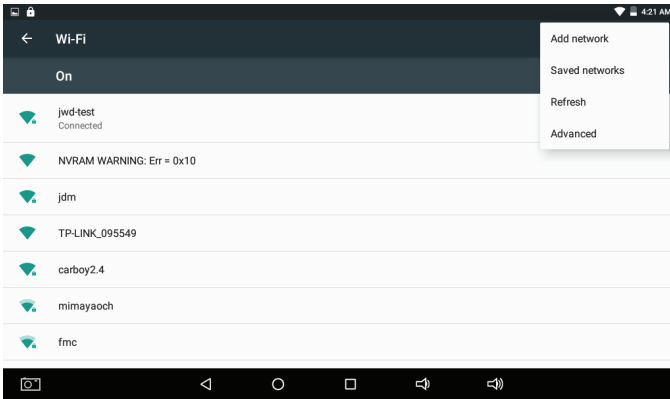 4:21 AM
Wi-Fi
On
Add network
Saved networks
Refresh
Advanced
jwd-test
Connected
NVRAM WARNING: Err = 0x10
jdm
TP-LINK_095549
carboy2.4
mimayaoch
fmc